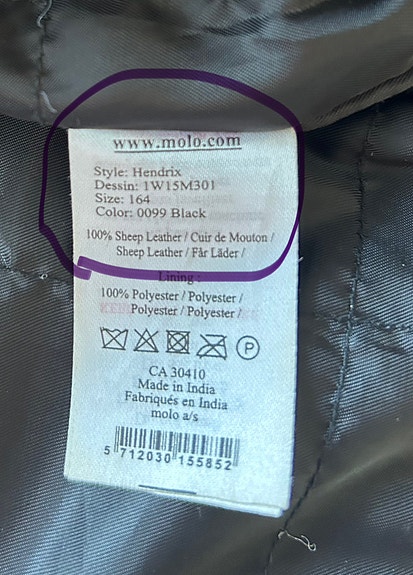 www.molo.com
Style: Hendrix
Dessin: 1W15M301
Size: 164
Color: 0099 Black
100% Sheep Leather / Cuir de Mouton /
Sheep Leather / Får Läder /
Lining :
100% Polyester / Polyester /
Polyester / Polyester /
P
CA 30410
Made in India
Fabriqués en India
molo a/s
5 712030 155852